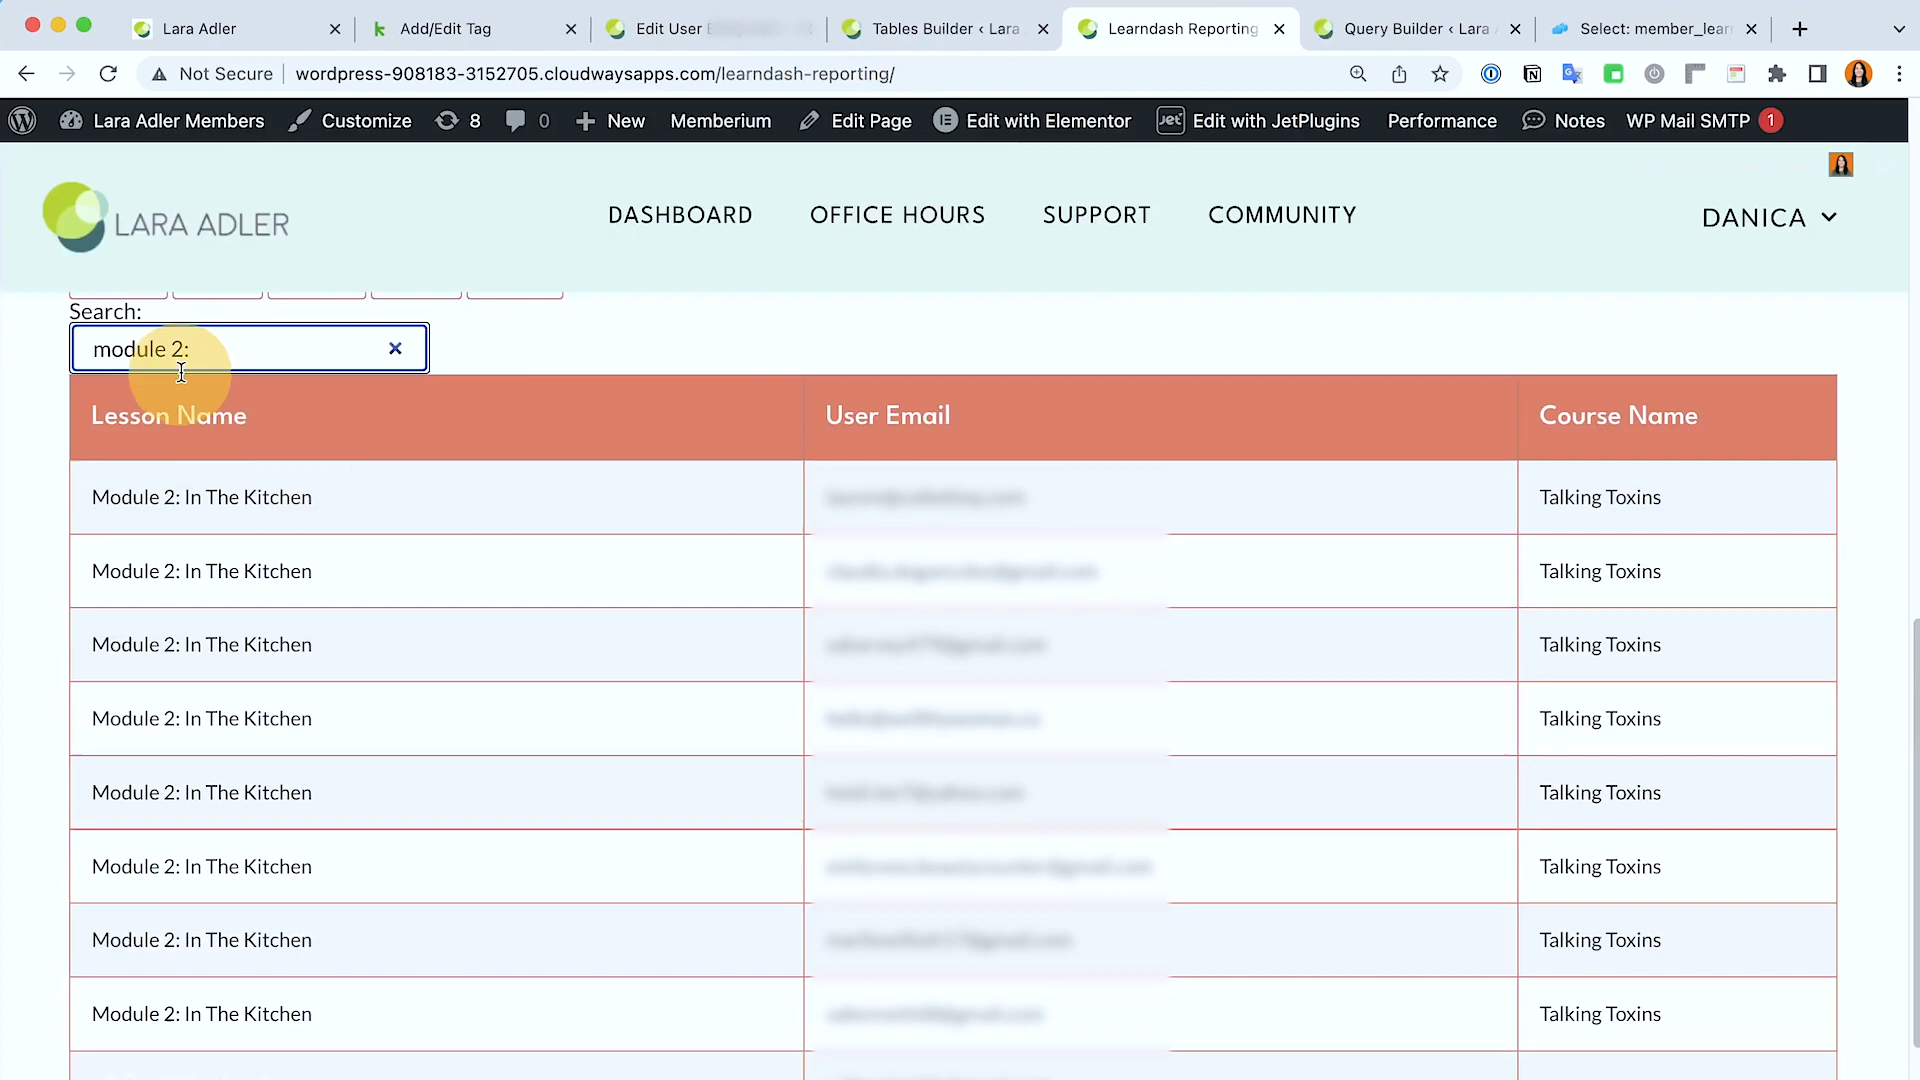 Lara Adler
Add/Edit Tag
Edit User
Tables Builder ‹ Lara
Learndash Reporting
Query Builder ‹ Lara
Select: member_lear
Not Secure
wordpress-908183-3152705.cloudwaysapps.com/learndash-reporting/
Lara Adler Members
Customize
8
0
New
Memberium
Edit Page
Edit with Elementor
Jet
Edit with JetPlugins
Performance
Notes
WP Mail SMTP 1
LARA ADLER
DASHBOARD
OFFICE HOURS
SUPPORT
COMMUNITY
DANICA
Search:
module 2:
Lesson Name
User Email
Course Name
Module 2: In The Kitchen
Talking Toxins
Module 2: In The Kitchen
Talking Toxins
Module 2: In The Kitchen
Talking Toxins
Module 2: In The Kitchen
Talking Toxins
Module 2: In The Kitchen
Talking Toxins
Module 2: In The Kitchen
Talking Toxins
Module 2: In The Kitchen
Talking Toxins
Module 2: In The Kitchen
Talking Toxins